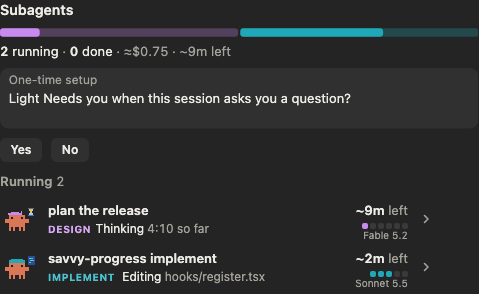 Subagents
2 running · 0 done · ≈$0.75 · ~9m left
One-time setup
Light Needs you when this session asks you a question?
Yes No
Running 2
plan the release ~9m left
DESIGN Thinking 4:10 so far
Fable 5.2
savvy-progress implement ~2m left
IMPLEMENT Editing hooks/register.tsx
Sonnet 5.5